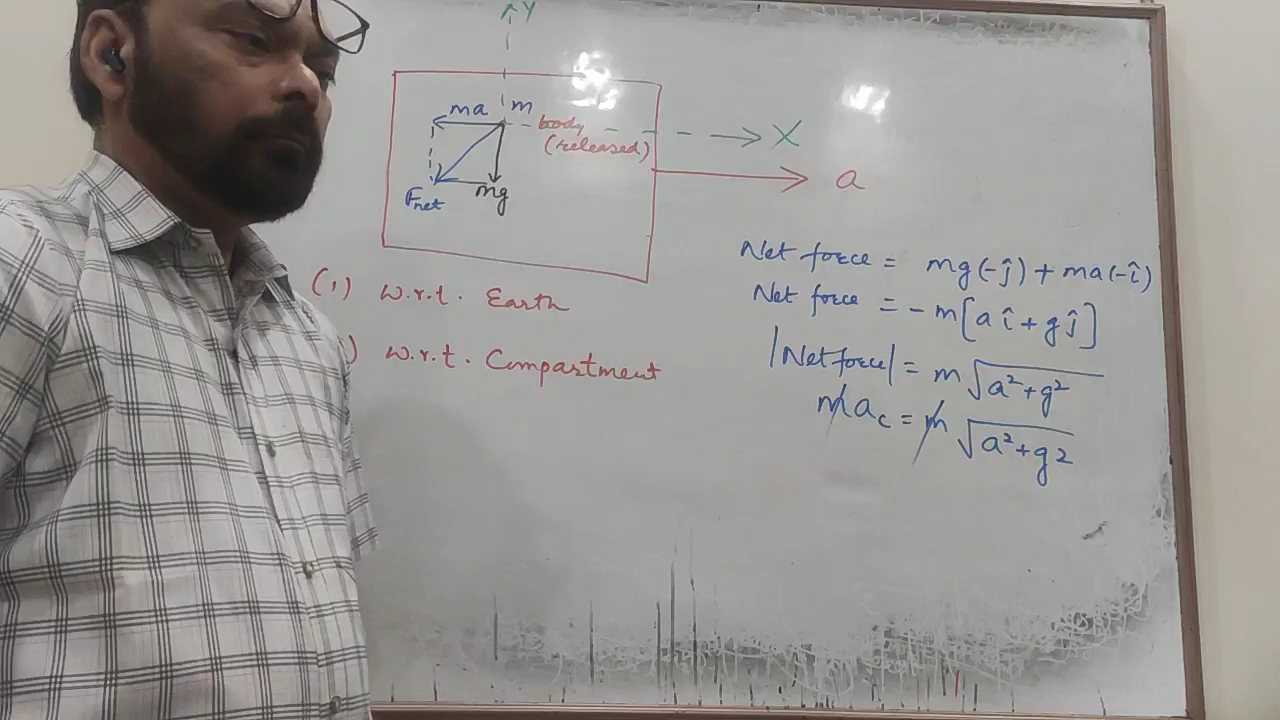 Y
ma m
body
(released)
X
a
Fnet
mg
(1) w.r.t. Earth
) w.r.t. Compartment
Net force = mg(-ĵ) + ma(-î)
Net force = -m[aî + gĵ]
|Net force| = m√(a²+g²)
mac = m√(a²+g²)